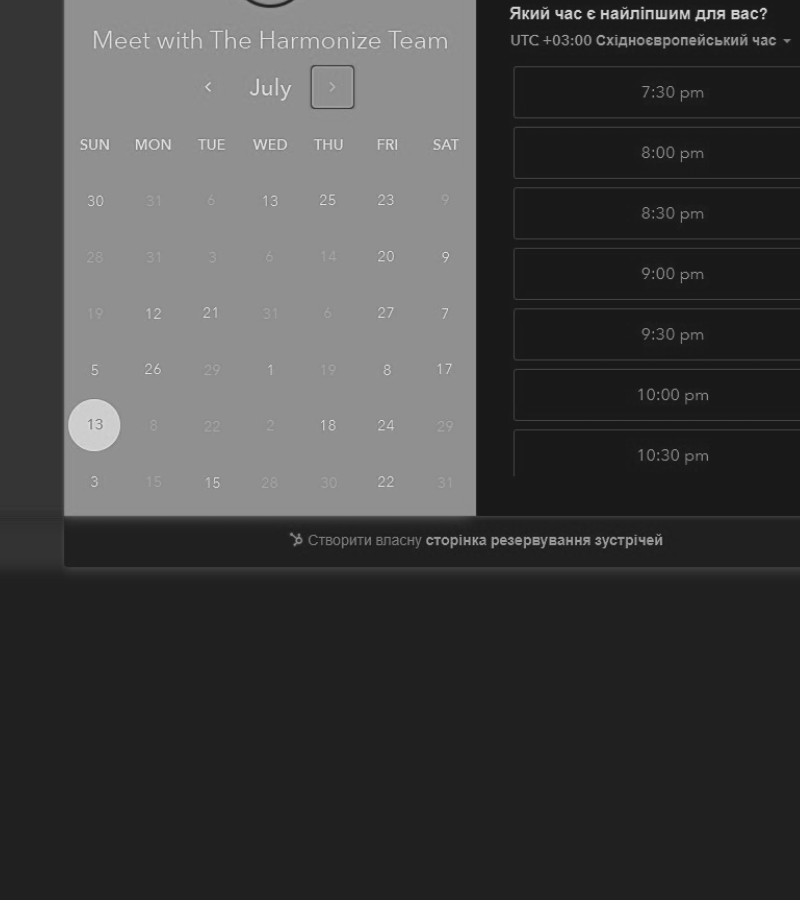 Meet with The Harmonize Team
July
SUN MON TUE WED THU FRI SAT
30 31 6 13 25 23 9
28 31 3 6 14 20 9
19 12 21 31 6 27 7
5 26 29 1 19 8 17
13 8 22 2 18 24 29
3 15 15 28 30 22 31
Який час є найліпшим для вас?
UTC +03:00 Східноєвропейський час
7:30 pm
8:00 pm
8:30 pm
9:00 pm
9:30 pm
10:00 pm
10:30 pm
Створити власну сторінка резервування зустрічей